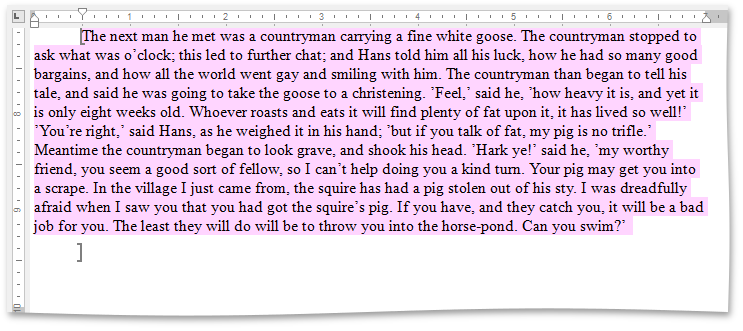 L 1 2 3 4 5 6 7
The next man he met was a countryman carrying a fine white goose. The countryman stopped to
ask what was o’clock; this led to further chat; and Hans told him all his luck, how he had so many good
bargains, and how all the world went gay and smiling with him. The countryman than began to tell his
tale, and said he was going to take the goose to a christening. ’Feel,’ said he, ’how heavy it is, and yet it
is only eight weeks old. Whoever roasts and eats it will find plenty of fat upon it, it has lived so well!’
’You’re right,’ said Hans, as he weighed it in his hand; ’but if you talk of fat, my pig is no trifle.’
Meantime the countryman began to look grave, and shook his head. ’Hark ye!’ said he, ’my worthy
friend, you seem a good sort of fellow, so I can’t help doing you a kind turn. Your pig may get you into
a scrape. In the village I just came from, the squire has had a pig stolen out of his sty. I was dreadfully
afraid when I saw you that you had got the squire’s pig. If you have, and they catch you, it will be a bad
job for you. The least they will do will be to throw you into the horse-pond. Can you swim?’
8
9
10